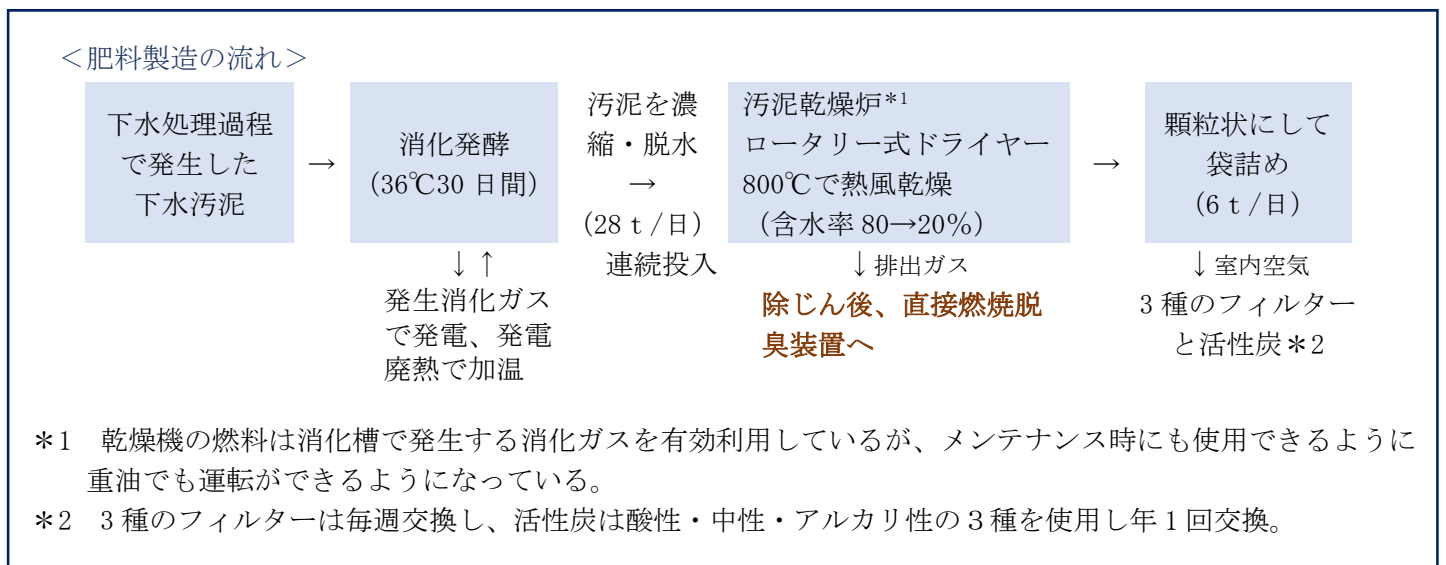 ＜肥料製造の流れ＞
下水処理過程
で発生した
下水汚泥
→
消化発酵
（36℃30 日間）
↓ ↑
発生消化ガス
で発電、発電
廃熱で加温
汚泥を濃
縮・脱水
→
（28ｔ/日）
連続投入
汚泥乾燥炉*1
ロータリー式ドライヤー
800℃で熱風乾燥
（含水率 80→20％）
↓排出ガス
除じん後、直接燃焼脱
臭装置へ
→
顆粒状にして
袋詰め
（6ｔ/日）
↓室内空気
3 種のフィルター
と活性炭＊2
＊1　乾燥機の燃料は消化槽で発生する消化ガスを有効利用しているが、メンテナンス時にも使用できるように
重油でも運転ができるようになっている。
＊2　3 種のフィルターは毎週交換し、活性炭は酸性・中性・アルカリ性の３種を使用し年 1 回交換。